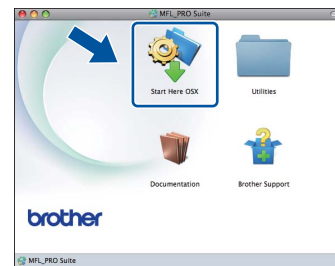 MFL_PRO Suite
Start Here OSX
Utilities
Documentation
Brother Support
brother
MFL_PRO Suite